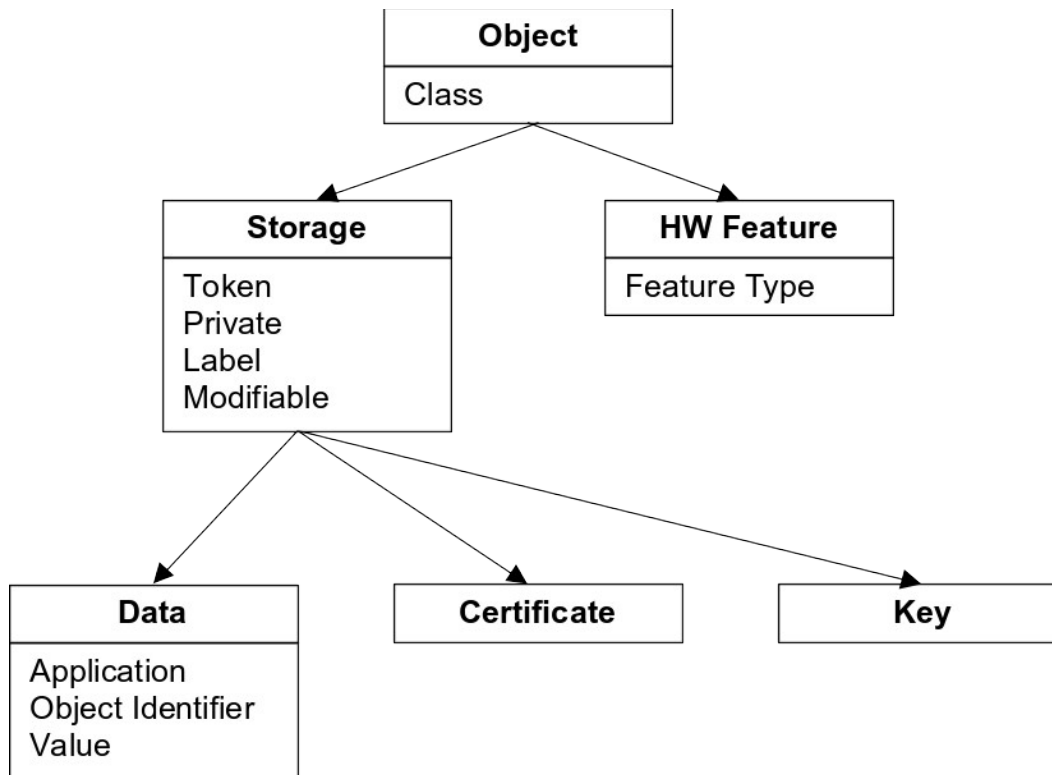 Object
Class
Storage
HW Feature
Token
Private
Label
Modifiable
Feature Type
Data
Certificate
Key
Application
Object Identifier
Value